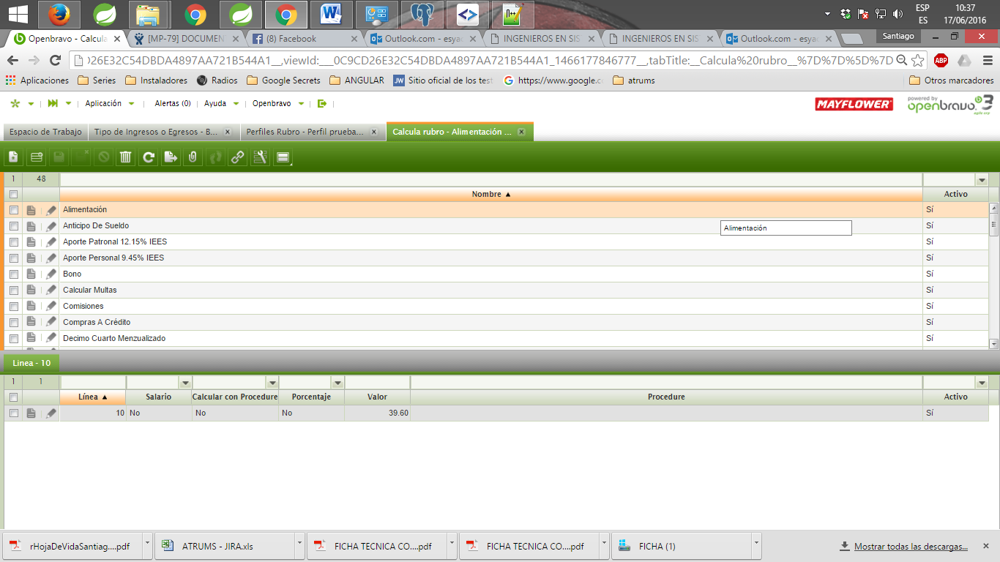 ESP
ES
10:37
17/06/2016
Openbravo - Calcula
[MP-79] DOCUMEN
(8) Facebook
Outlook.com - esyac
INGENIEROS EN SIS
INGENIEROS EN SIS
Outlook.com - esyac
Santiago
26E32C54DBDA4897AA721B544A1__,viewId:___0C9CD26E32C54DBDA4897AA721B544A1_1466177846777__,tabTitle:__Calcula%20rubro__%7D%7D%5D%7D
ABP
Aplicaciones
Series
Instaladores
Radios
Google Secrets
ANGULAR
JW
Sitio oficial de los test
https://www.google.c
atrums
Otros marcadores
Aplicación
Alertas (0)
Ayuda
Openbravo
MAYFLOWER
powered by
openbravo 3
agile erp
Espacio de Trabajo
Tipo de Ingresos o Egresos - B...
Perfiles Rubro - Perfil prueba...
Calcula rubro - Alimentación ...
1 48
Nombre
Activo
Alimentación Sí
Anticipo De Sueldo Sí
Alimentación
Aporte Patronal 12.15% IEES Sí
Aporte Personal 9.45% IEES Sí
Bono Sí
Calcular Multas Sí
Comisiones Sí
Compras A Crédito Sí
Decimo Cuarto Menzualizado Sí
Linea - 10
1 1
Línea Salario Calcular con Procedure Porcentaje Valor Procedure Activo
10 No No No 39.60 Sí
rHojaDeVidaSantiag....pdf
ATRUMS - JIRA.xls
FICHA TECNICA CO....pdf
FICHA TECNICA CO....pdf
FICHA (1)
Mostrar todas las descargas...